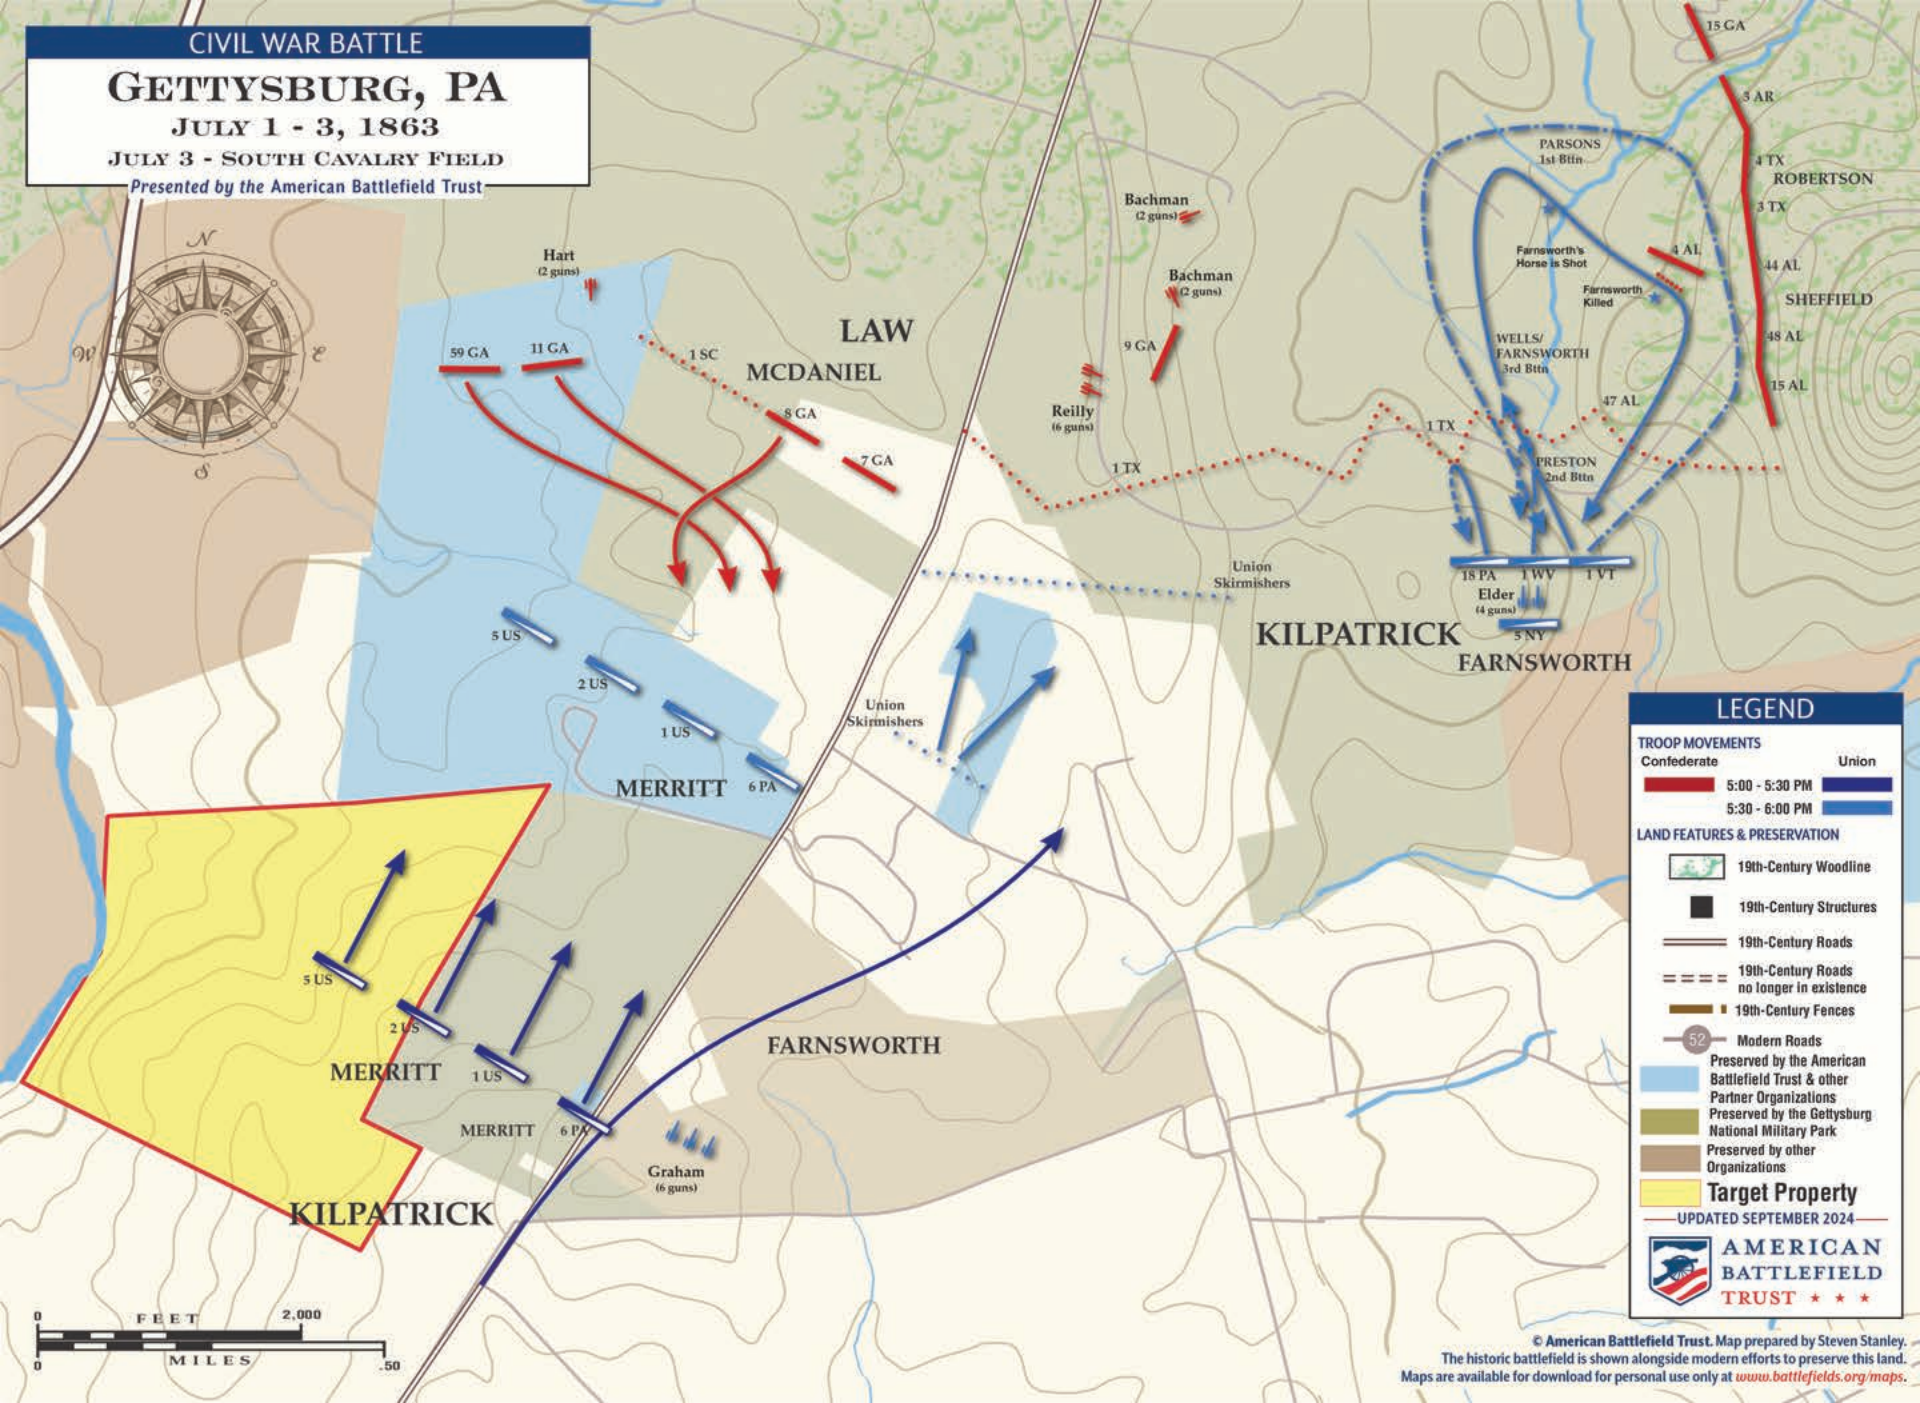 CIVIL WAR BATTLE
GETTYSBURG, PA
JULY 1 - 3, 1863
JULY 3 - SOUTH CAVALRY FIELD
Presented by the American Battlefield Trust
N
W
E
S
15 GA
3 AR
4 TX
ROBERTSON
3 TX
44 AL
SHEFFIELD
48 AL
15 AL
PARSONS
1st Bttn
4 AL
Farnsworth's
Horse is Shot
Farnsworth
Killed
WELLS/
FARNSWORTH
3rd Bttn
47 AL
1 TX
PRESTON
2nd Bttn
Bachman
(2 guns)
Bachman
(2 guns)
9 GA
Reilly
(6 guns)
1 TX
Hart
(2 guns)
59 GA
11 GA
1 SC
LAW
MCDANIEL
8 GA
7 GA
Union
Skirmishers
18 PA
1 WV
1 VT
Elder
(4 guns)
5 NY
KILPATRICK
FARNSWORTH
5 US
2 US
1 US
MERRITT
6 PA
Union
Skirmishers
5 US
2 US
MERRITT
1 US
MERRITT
6 PA
FARNSWORTH
Graham
(6 guns)
KILPATRICK
0
FEET
2,000
0
MILES
.50
LEGEND
TROOP MOVEMENTS
Confederate
Union
5:00 - 5:30 PM
5:30 - 6:00 PM
LAND FEATURES & PRESERVATION
19th-Century Woodline
19th-Century Structures
19th-Century Roads
19th-Century Roads
no longer in existence
19th-Century Fences
52
Modern Roads
Preserved by the American
Battlefield Trust & other
Partner Organizations
Preserved by the Gettysburg
National Military Park
Preserved by other
Organizations
Target Property
UPDATED SEPTEMBER 2024
AMERICAN
BATTLEFIELD
TRUST ★ ★ ★
© American Battlefield Trust. Map prepared by Steven Stanley.
The historic battlefield is shown alongside modern efforts to preserve this land.
Maps are available for download for personal use only at www.battlefields.org/maps.